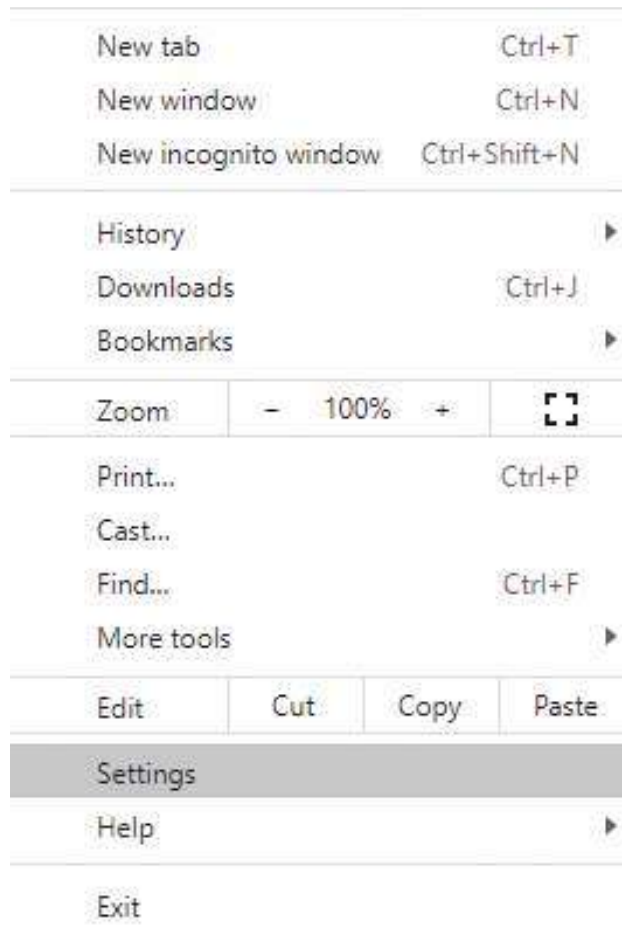 New tab Ctrl+T
New window Ctrl+N
New incognito window Ctrl+Shift+N
History
Downloads Ctrl+J
Bookmarks
Zoom - 100% +
Print... Ctrl+P
Cast...
Find... Ctrl+F
More tools
Edit Cut Copy Paste
Settings
Help
Exit